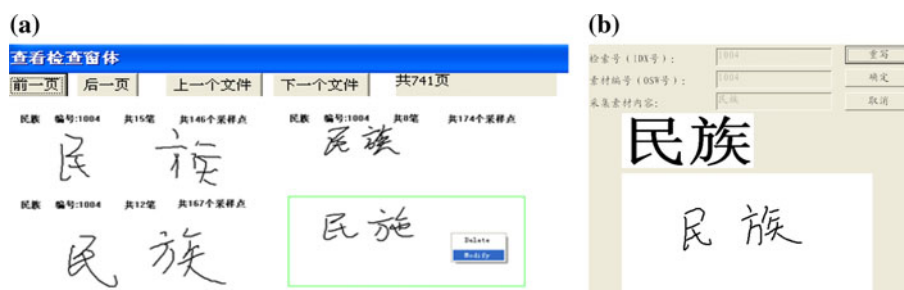 (a)
查看检查窗体
前一页 后一页 上一个文件 下一个文件 共741页
民族 编号:1004 共15笔 共146个采样点 民族 编号:1004 共8笔 共174个采样点
民 族 民族
民族 编号:1004 共12笔 共167个采样点
民 族 民 施
Delete
Modify
(b)
检索号(IDX号): 1004 重写
素材编号(OSW号): 1004 确定
采集素材内容: 民族 取消
民族
民 族